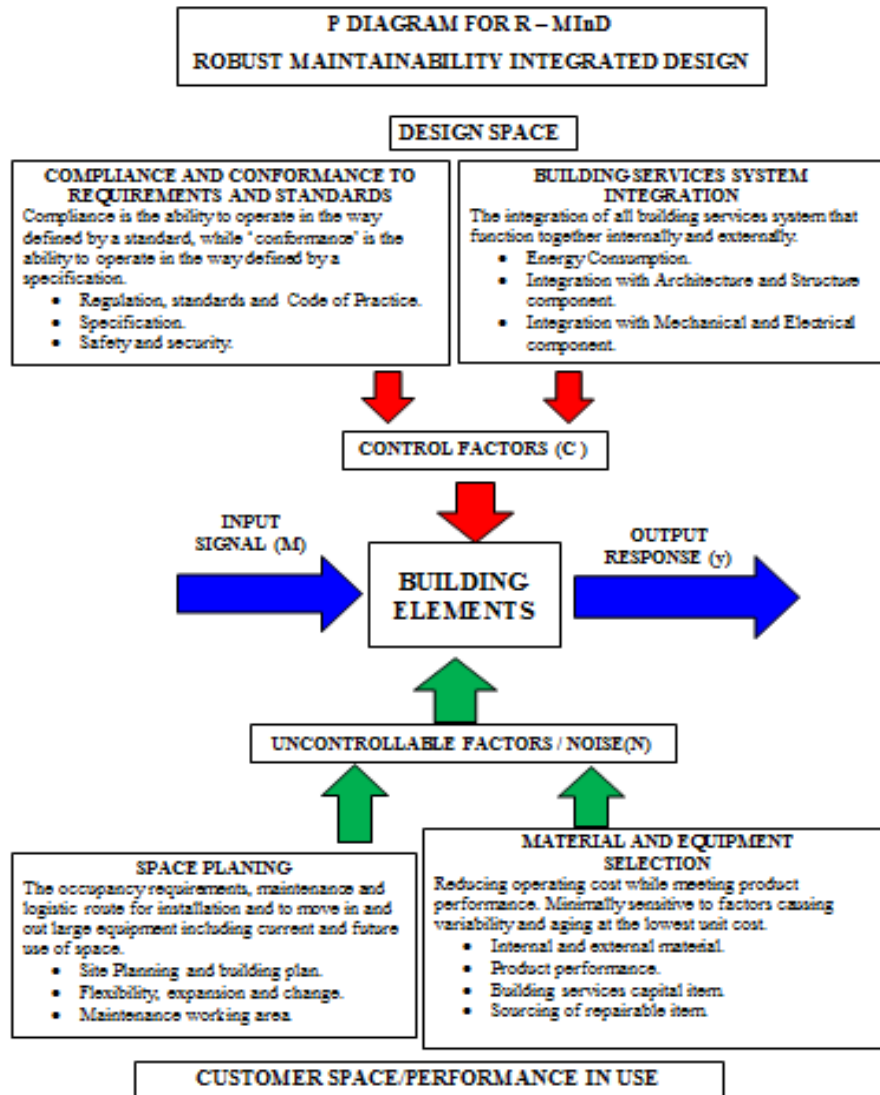 P DIAGRAM FOR R – MInD
ROBUST MAINTAINABILITY INTEGRATED DESIGN
DESIGN SPACE
COMPLIANCE AND CONFORMANCE TO
REQUIREMENTS AND STANDARDS
Compliance is the ability to operate in the way
defined by a standard, while "conformance" is the
ability to operate in the way defined by a
specification.
• Regulation, standards and Code of Practice.
• Specification.
• Safety and security.
BUILDING SERVICES SYSTEM
INTEGRATION
The integration of all building services system that
function together internally and externally.
• Energy Consumption.
• Integration with Architecture and Structure
component.
• Integration with Mechanical and Electrical
component.
CONTROL FACTORS (C )
INPUT
SIGNAL (M)
BUILDING
ELEMENTS
OUTPUT
RESPONSE (y)
UNCONTROLLABLE FACTORS / NOISE(N)
SPACE PLANING
The occupancy requirements, maintenance and
logistic route for installation and to move in and
out large equipment including current and future
use of space.
• Site Planning and building plan.
• Flexibility, expansion and change.
• Maintenance working area
MATERIAL AND EQUIPMENT
SELECTION
Reducing operating cost while meeting product
performance. Minimally sensitive to factors causing
variability and aging at the lowest unit cost.
• Internal and external material.
• Product performance.
• Building services capital item.
• Sourcing of repairable item.
CUSTOMER SPACE/PERFORMANCE IN USE